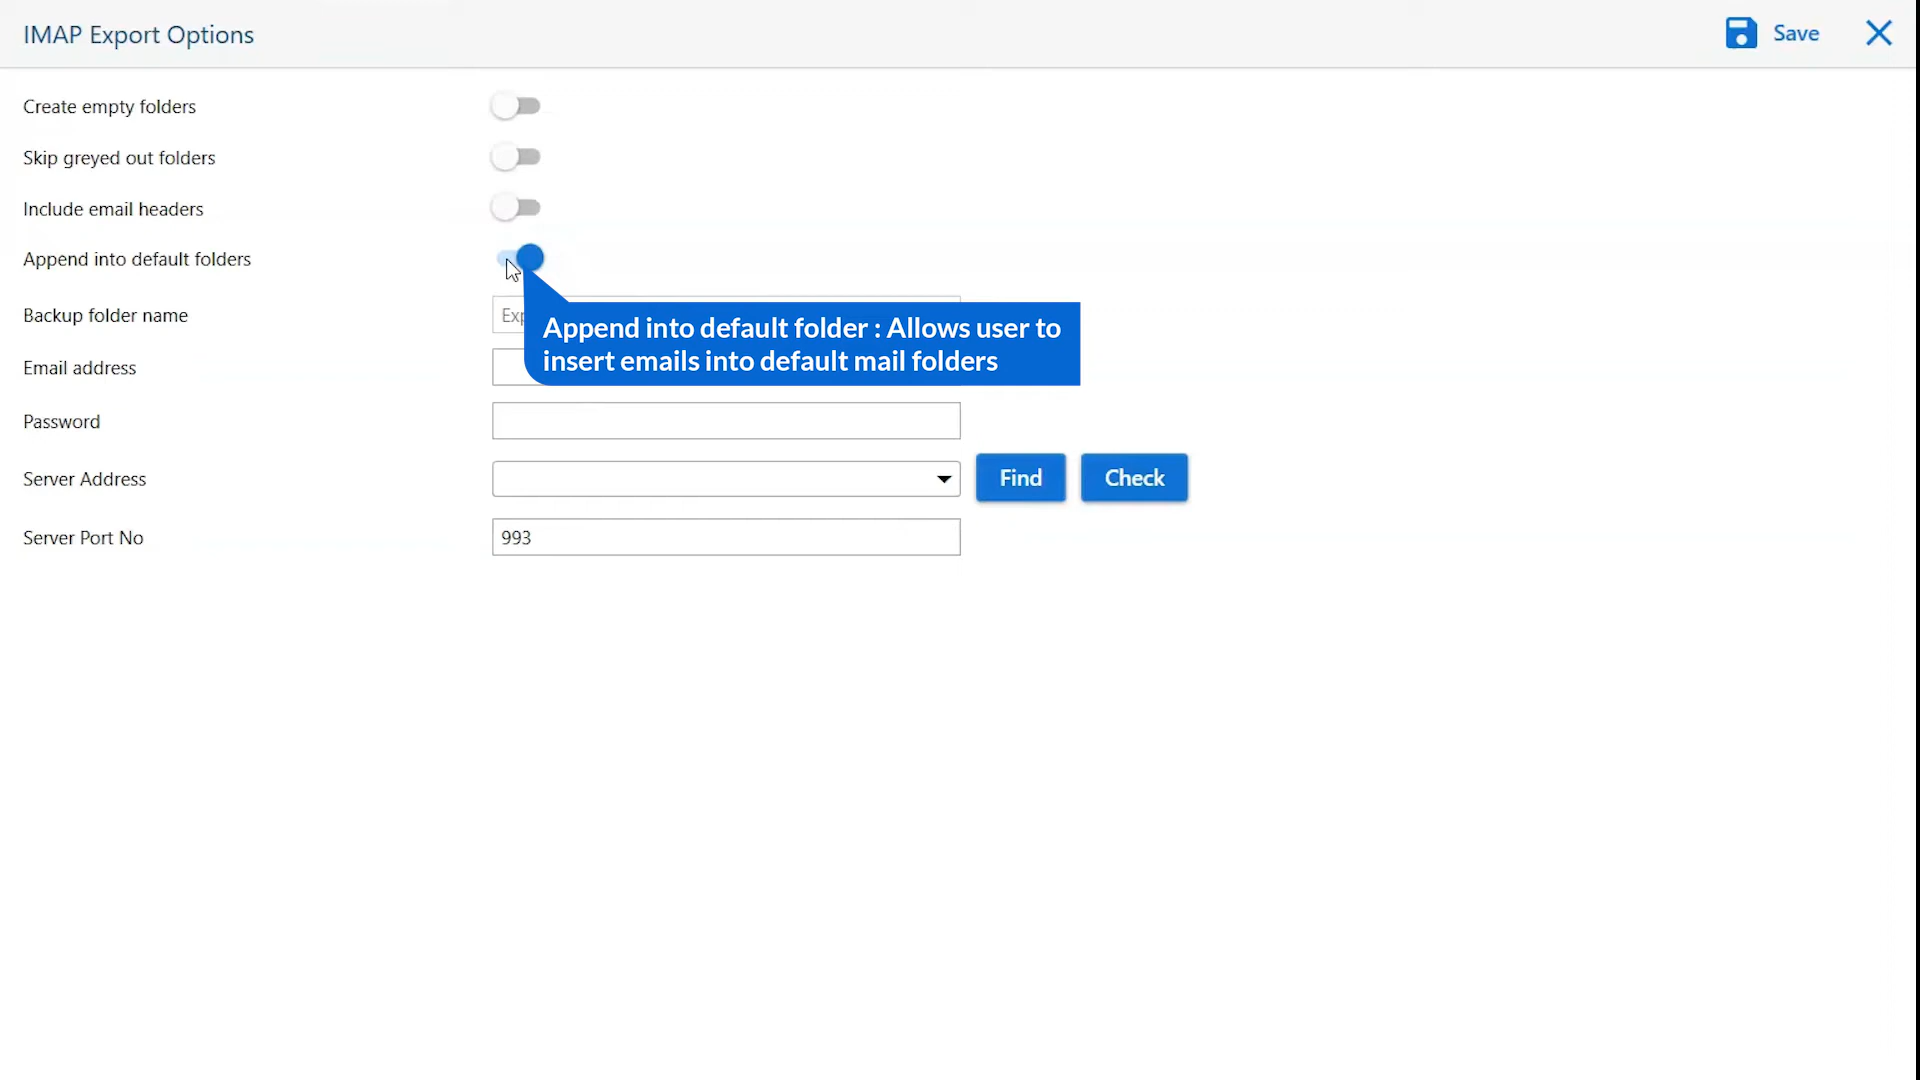 IMAP Export Options
Save
Create empty folders
Skip greyed out folders
Include email headers
Append into default folders
Backup folder name
Append into default folder : Allows user to
insert emails into default mail folders
Email address
Password
Server Address
Find
Check
Server Port No
993